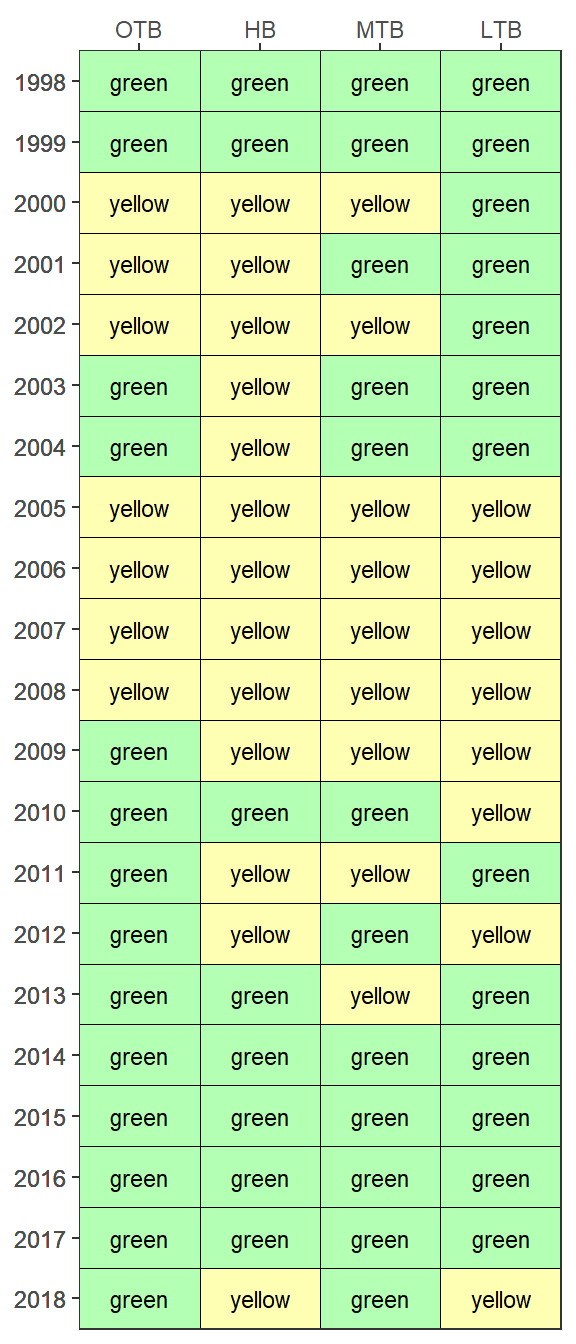 OTB HB MTB LTB
1998 green green green green
1999 green green green green
2000 yellow yellow yellow green
2001 yellow yellow green green
2002 yellow yellow yellow green
2003 green yellow green green
2004 green yellow green green
2005 yellow yellow yellow yellow
2006 yellow yellow yellow yellow
2007 yellow yellow yellow yellow
2008 yellow yellow yellow yellow
2009 green yellow yellow yellow
2010 green green green yellow
2011 green yellow yellow green
2012 green yellow green yellow
2013 green green yellow green
2014 green green green green
2015 green green green green
2016 green green green green
2017 green green green green
2018 green yellow green yellow